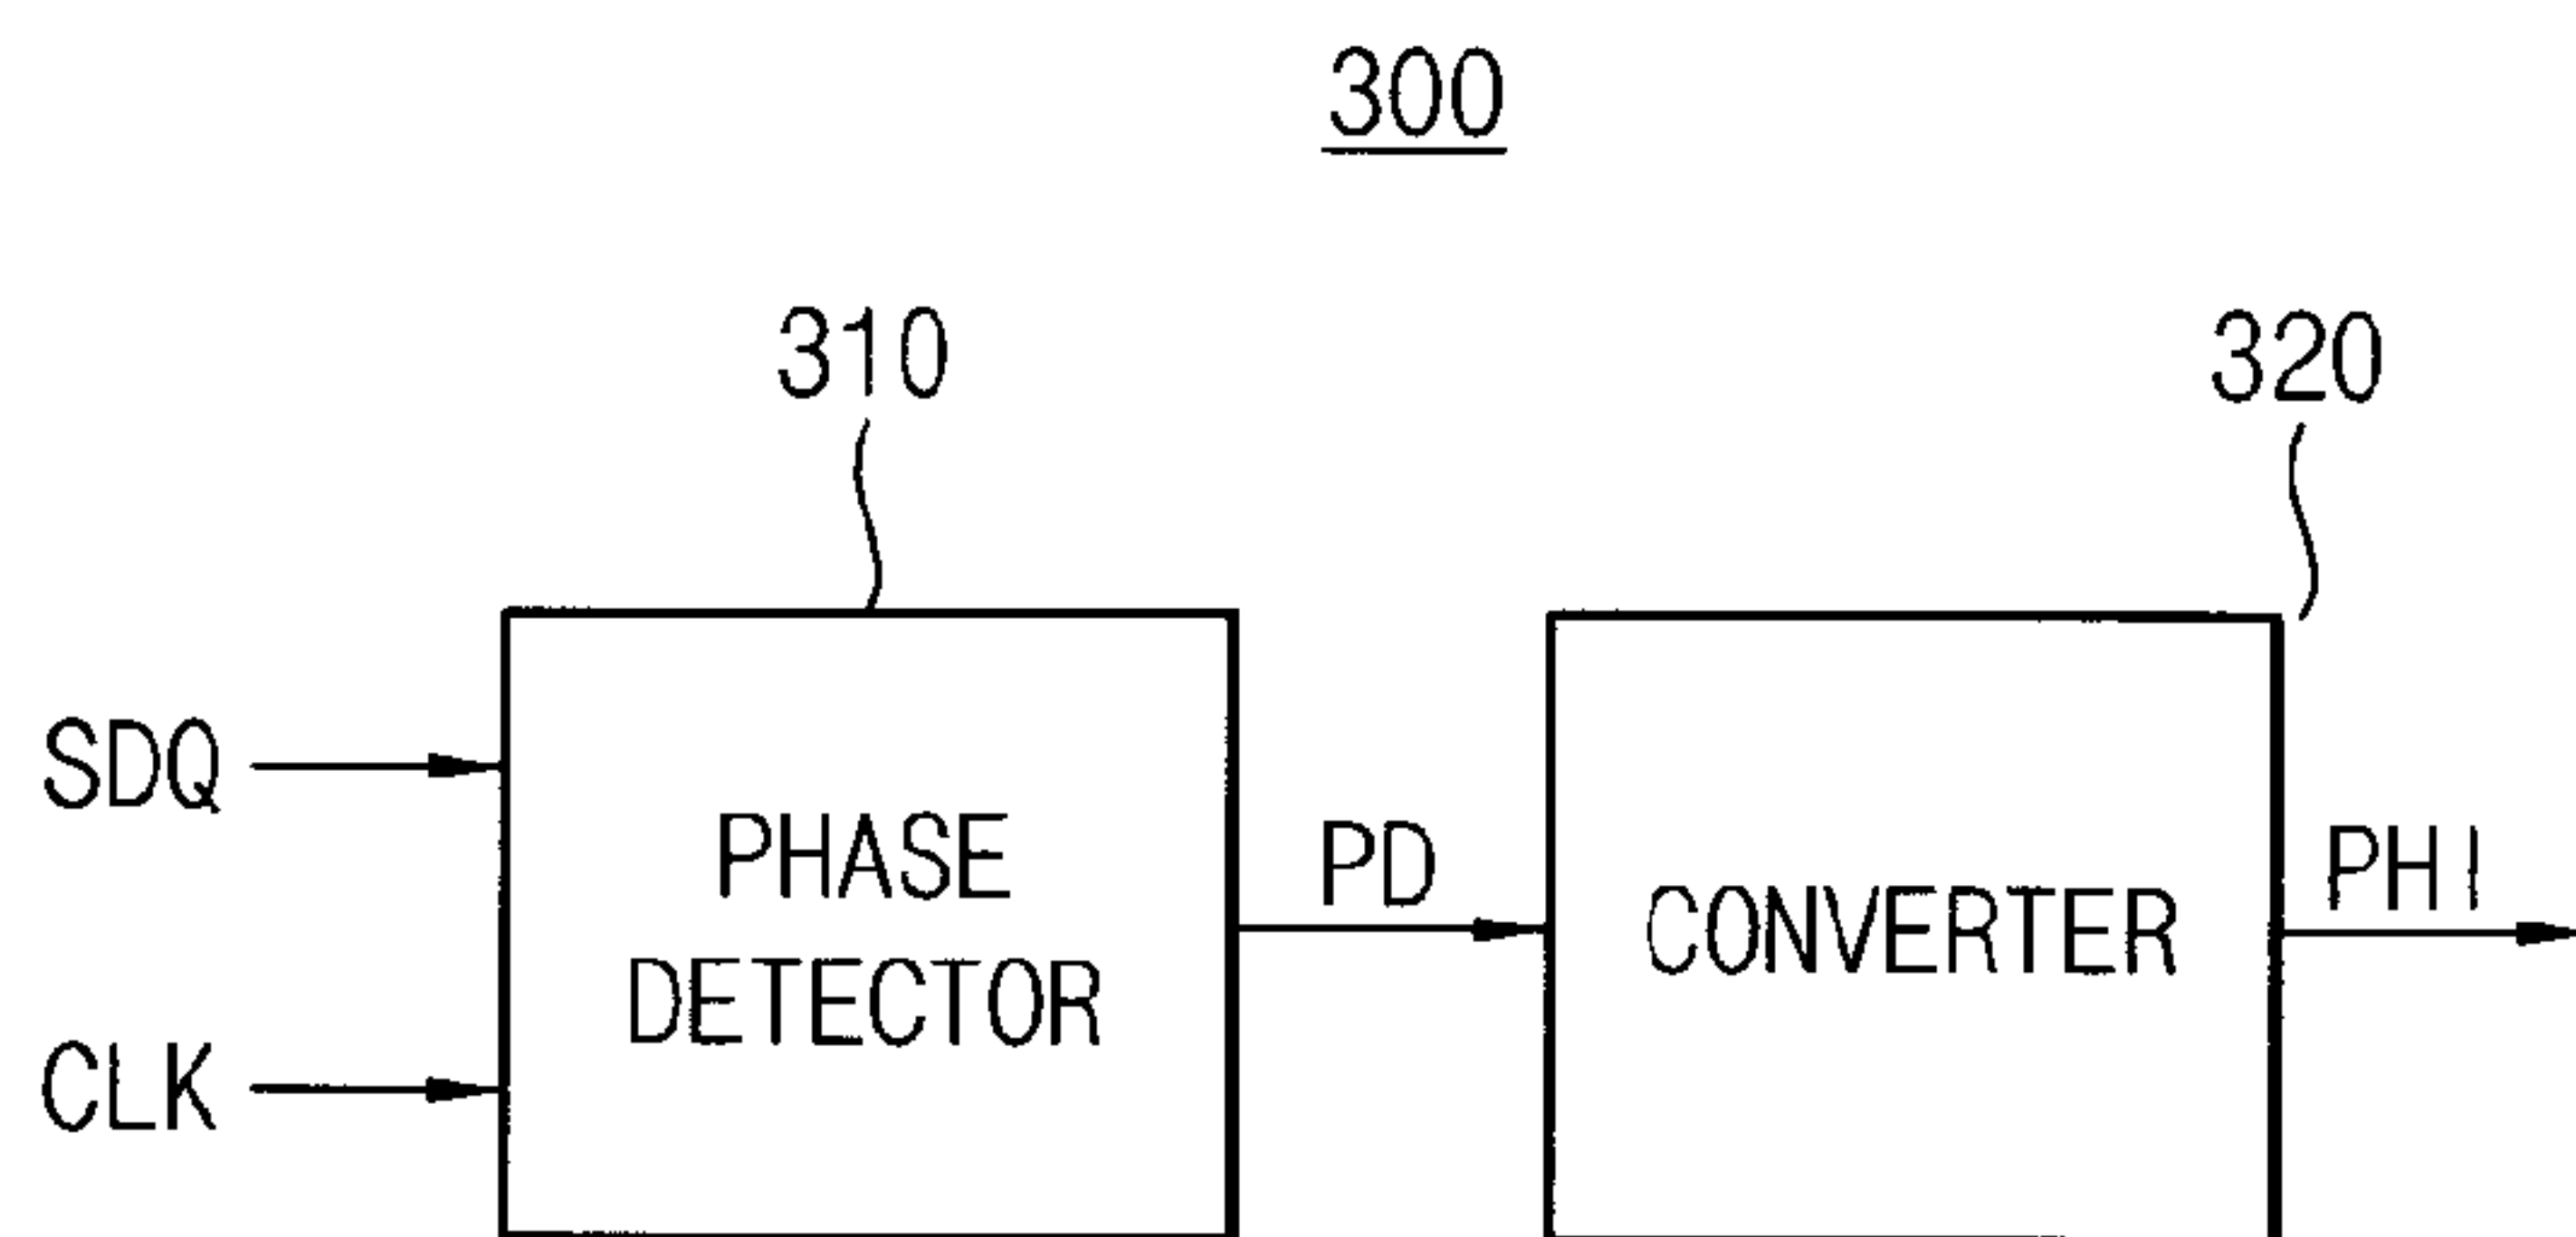 300
310
320
SDQ
CLK
PHASE
DETECTOR
PD
CONVERTER
PHI